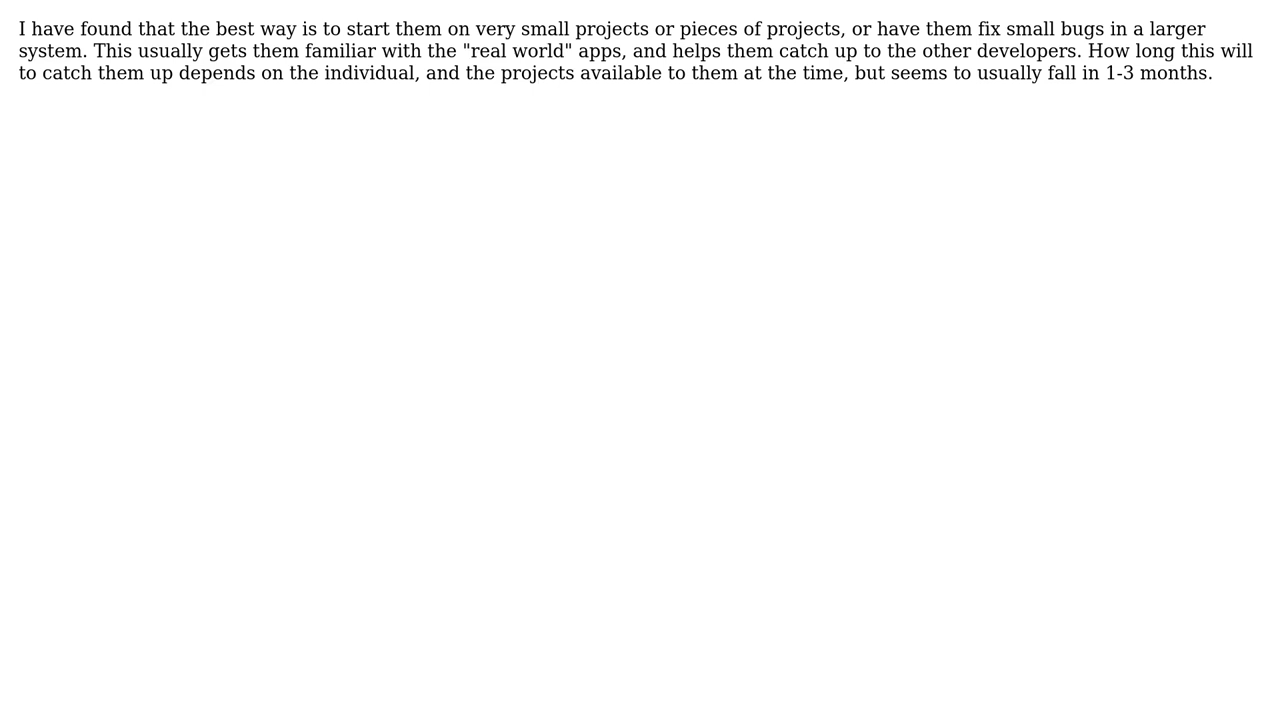 I have found that the best way is to start them on very small projects or pieces of projects, or have them fix small bugs in a larger
system. This usually gets them familiar with the "real world" apps, and helps them catch up to the other developers. How long this will
to catch them up depends on the individual, and the projects available to them at the time, but seems to usually fall in 1-3 months.